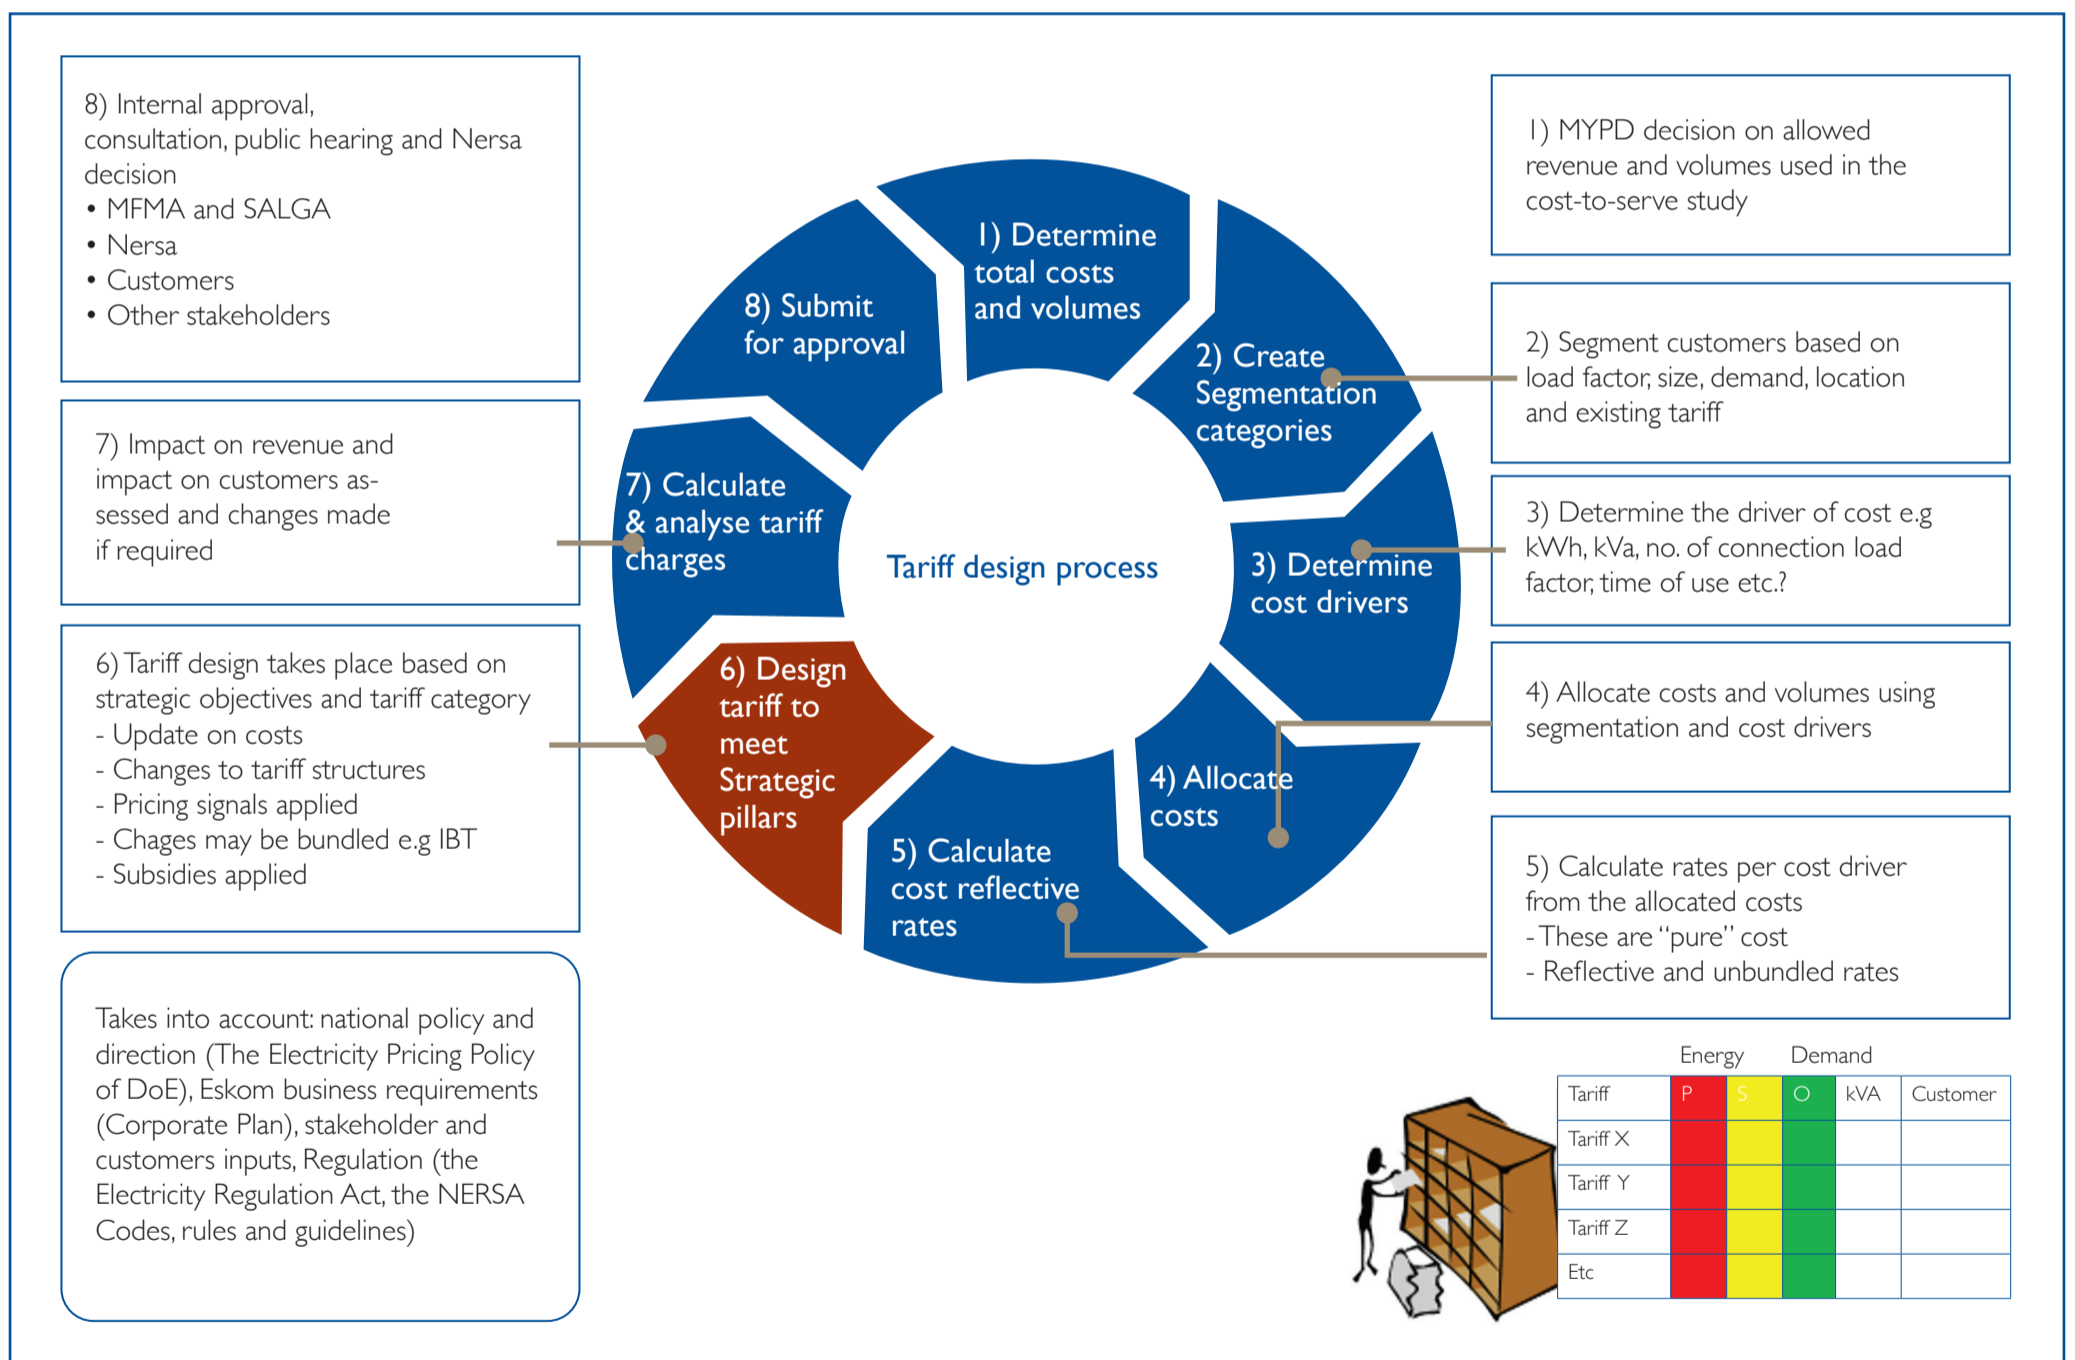 8) Internal approval,
consultation, public hearing and Nersa
decision
• MFMA and SALGA
• Nersa
• Customers
• Other stakeholders
7) Impact on revenue and
impact on customers as-
sessed and changes made
if required
6) Tariff design takes place based on
strategic objectives and tariff category
- Update on costs
- Changes to tariff structures
- Pricing signals applied
- Chages may be bundled e.g IBT
- Subsidies applied
Takes into account: national policy and
direction (The Electricity Pricing Policy
of DoE), Eskom business requirements
(Corporate Plan), stakeholder and
customers inputs, Regulation (the
Electricity Regulation Act, the NERSA
Codes, rules and guidelines)
1) Determine
total costs
and volumes
2) Create
Segmentation
categories
3) Determine
cost drivers
4) Allocate
costs
5) Calculate
cost reflective
rates
6) Design
tariff to
meet
Strategic
pillars
7) Calculate
& analyse tariff
charges
8) Submit
for approval
Tariff design process
1) MYPD decision on allowed
revenue and volumes used in the
cost-to-serve study
2) Segment customers based on
load factor, size, demand, location
and existing tariff
3) Determine the driver of cost e.g
kWh, kVa, no. of connection load
factor, time of use etc.?
4) Allocate costs and volumes using
segmentation and cost drivers
5) Calculate rates per cost driver
from the allocated costs
- These are “pure” cost
- Reflective and unbundled rates
Energy Demand
Tariff P S O kVA Customer
Tariff X
Tariff Y
Tariff Z
Etc